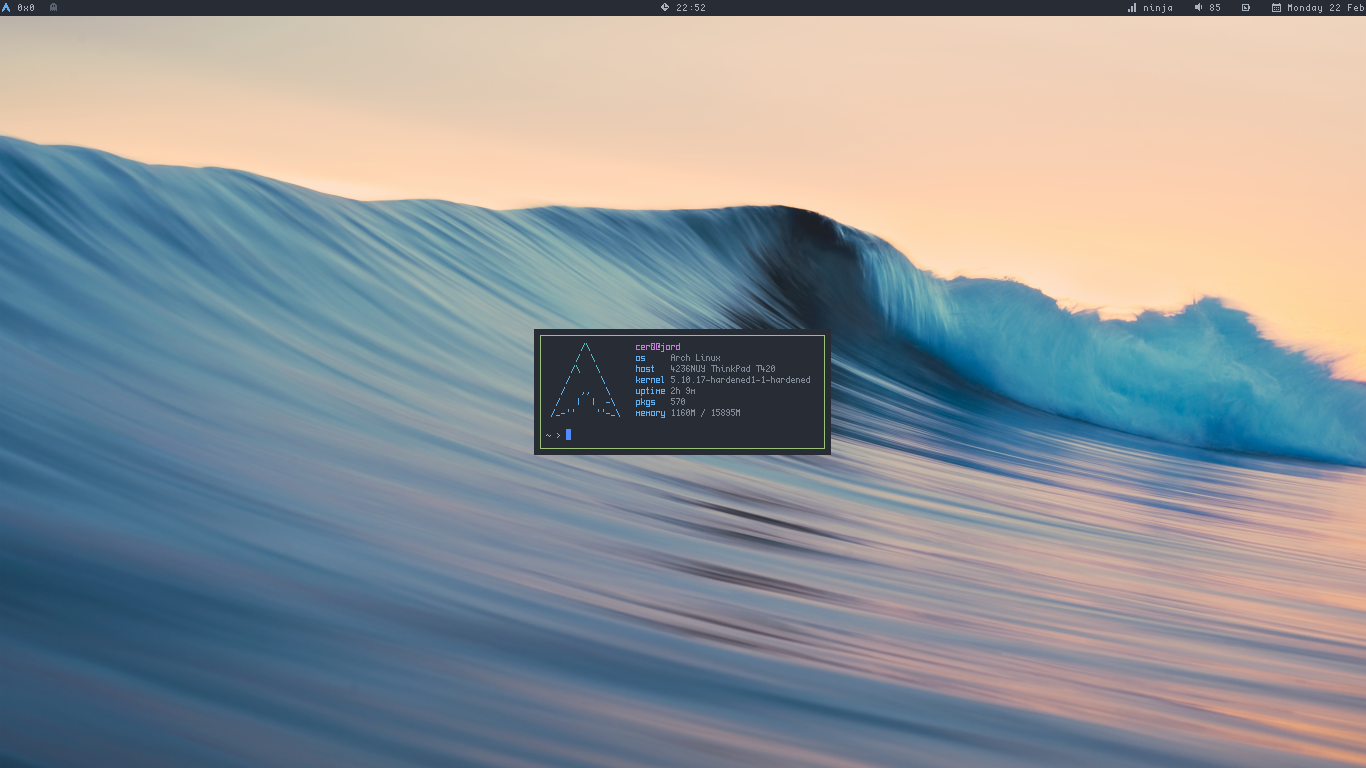 0x0 22:52 ninja 85 Monday 22 Feb
cer00@jord
os Arch Linux
host 4236NUY ThinkPad T420
kernel 5.10.17-hardened1-1-hardened
uptime 2h 9m
pkgs 570
memory 1160M / 15895M
~ >